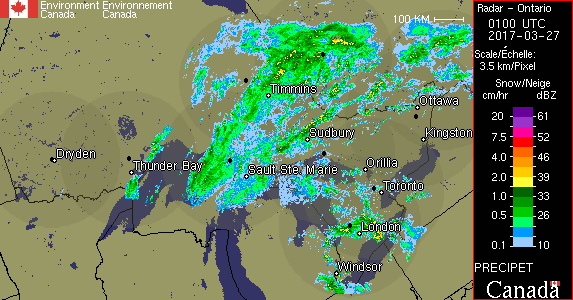 Environment Environnement
Canada Canada
100 KM
Timmins
Ottawa
Sudbury
Kingston
Dryden
Thunder Bay
Sault Ste. Marie
Orillia
Toronto
London
Windsor
Radar - Ontario
0100 UTC
2017-03-27
Scale/Échelle:
3.5 km/Pixel
Snow/Neige
cm/hr dBZ
20 61
7.5 52
4.0 46
2.0 39
1.0 33
0.5 26
0.1 10
PRECIPET
Canada